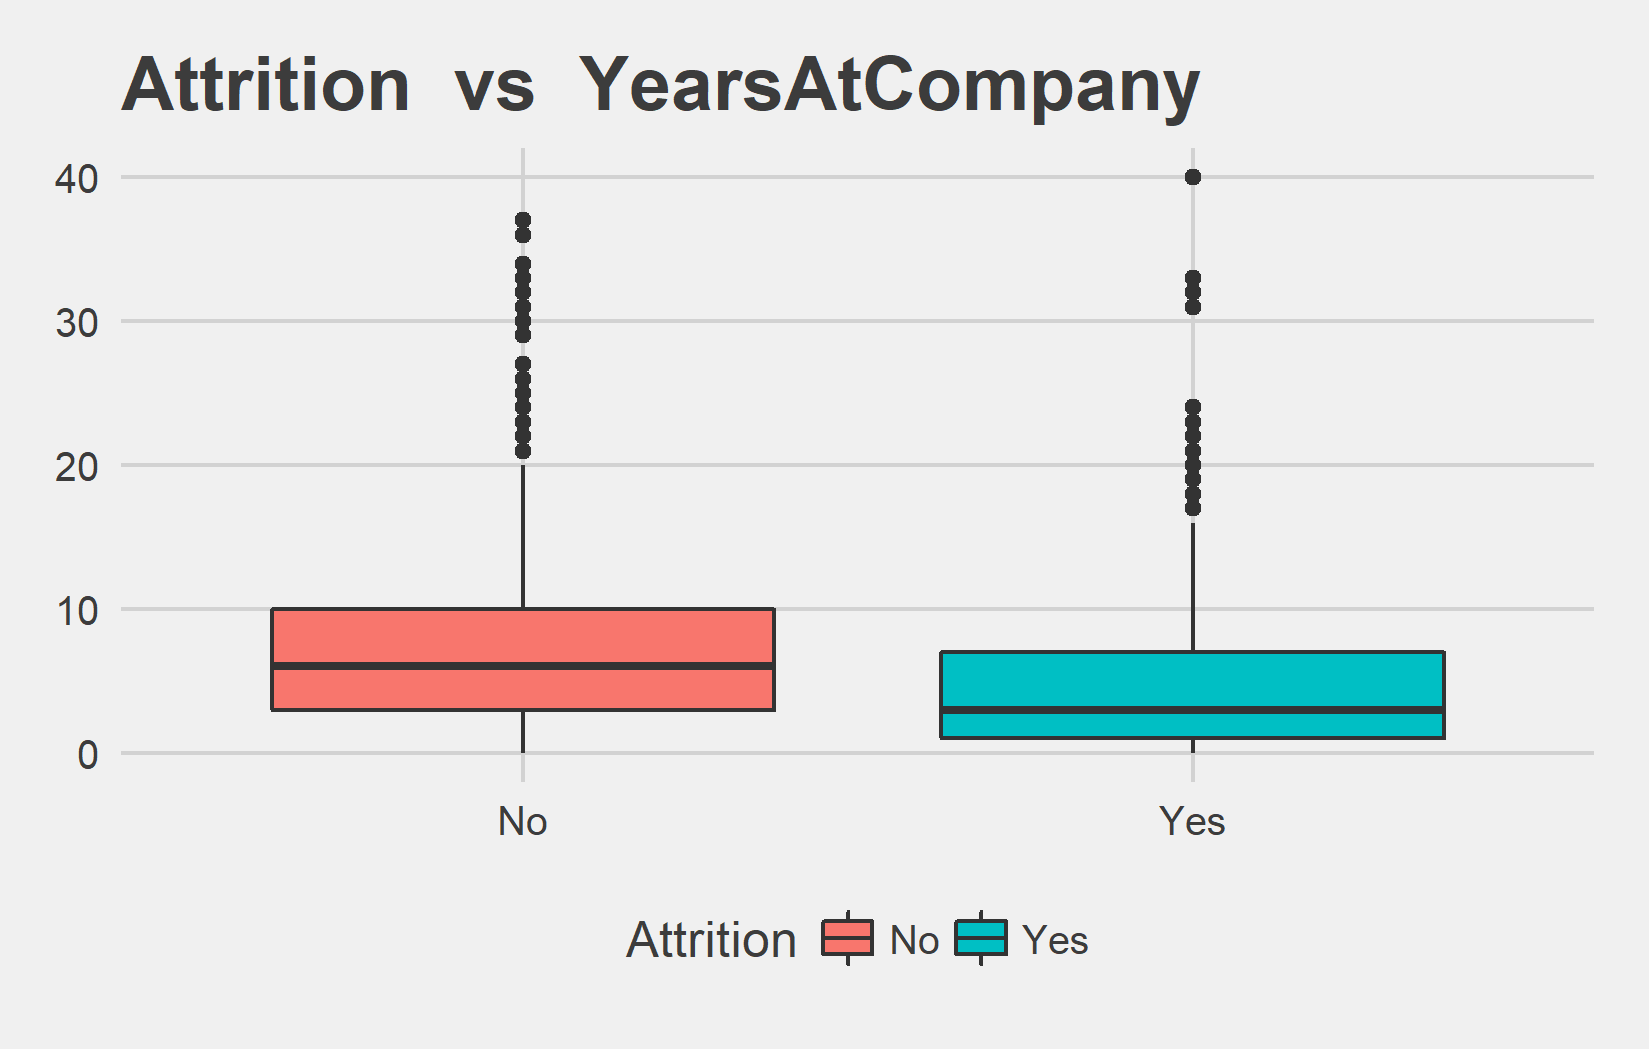 Attrition vs YearsAtCompany
40
30
20
10
0
No Yes
Attrition No Yes